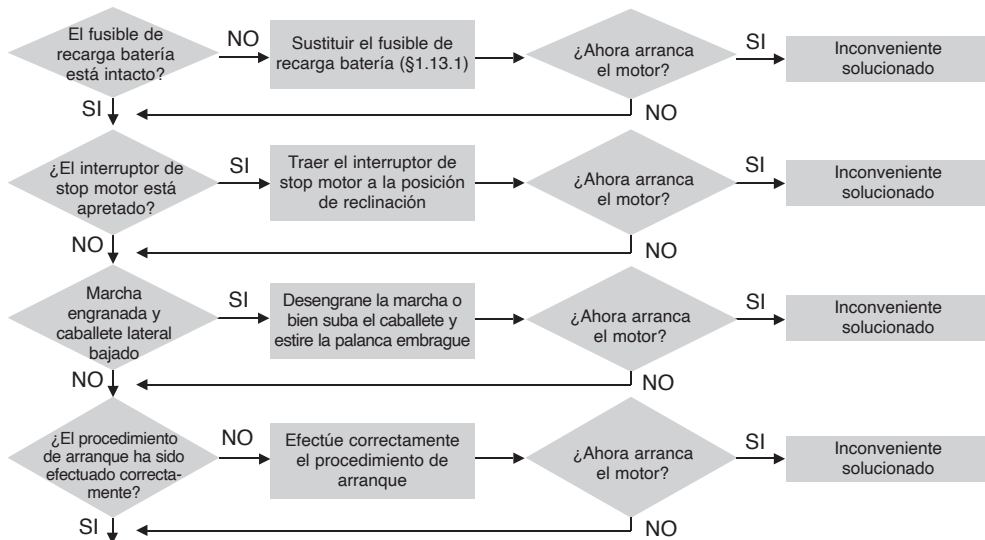 El fusible de
recarga batería
está intacto?
NO
Sustituir el fusible de
recarga batería (§1.13.1)
¿Ahora arranca
el motor?
SI
Inconveniente
solucionado
SI
NO
¿El interruptor de
stop motor está
apretado?
SI
Traer el interruptor de
stop motor a la posición
de reclinación
¿Ahora arranca
el motor?
SI
Inconveniente
solucionado
NO
NO
Marcha
engranada y
caballete lateral
bajado
SI
Desengrane la marcha o
bien suba el caballete y
estire la palanca embrague
¿Ahora arranca
el motor?
SI
Inconveniente
solucionado
NO
NO
¿El procedimiento
de arranque ha sido
efectuado correcta-
mente?
NO
Efectúe correctamente
el procedimiento de
arranque
¿Ahora arranca
el motor?
SI
Inconveniente
solucionado
SI
NO